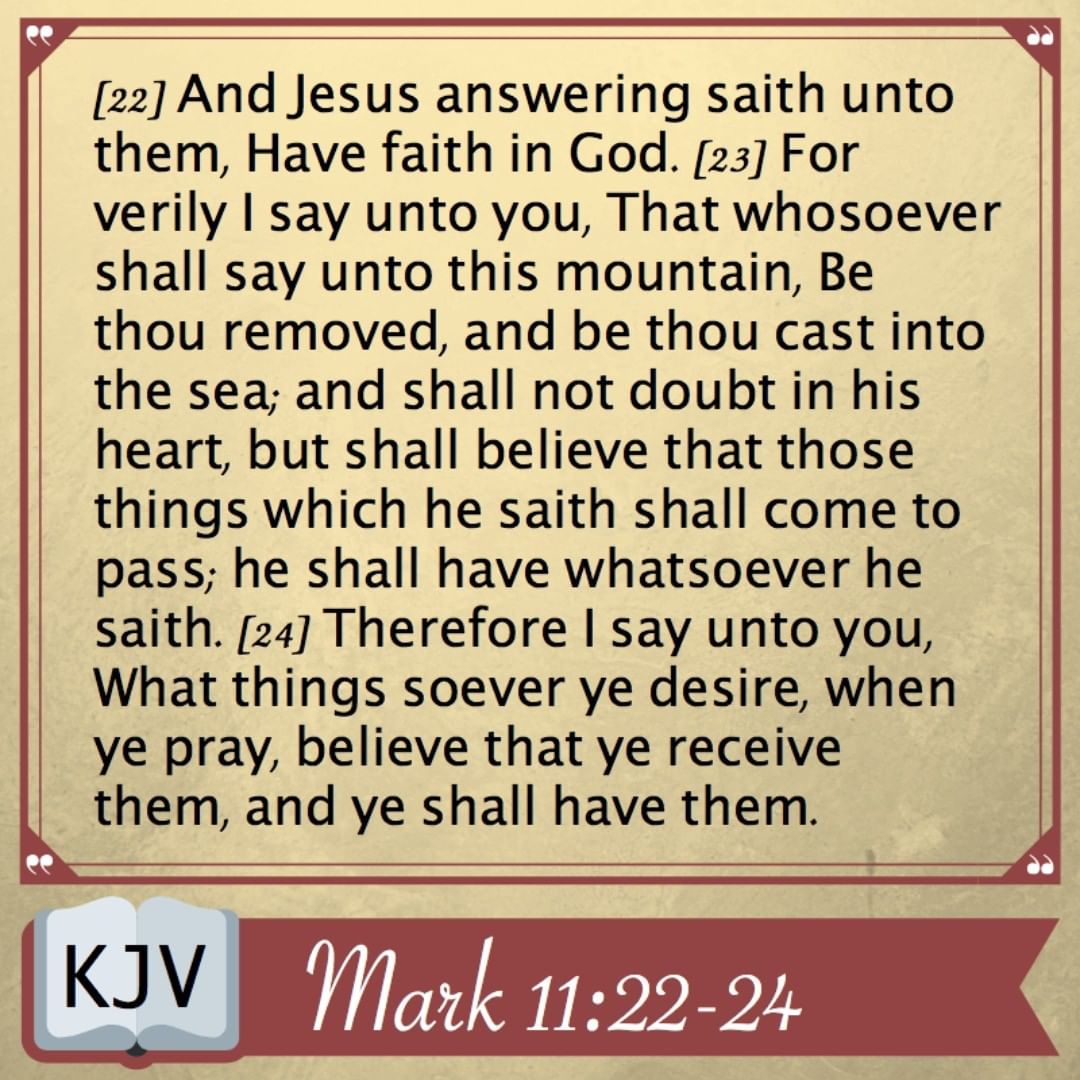 [22] And Jesus answering saith unto
them, Have faith in God. [23] For
verily I say unto you, That whosoever
shall say unto this mountain, Be
thou removed, and be thou cast into
the sea; and shall not doubt in his
heart, but shall believe that those
things which he saith shall come to
pass; he shall have whatsoever he
saith. [24] Therefore I say unto you,
What things soever ye desire, when
ye pray, believe that ye receive
them, and ye shall have them.
KJV
Mark 11:22-24